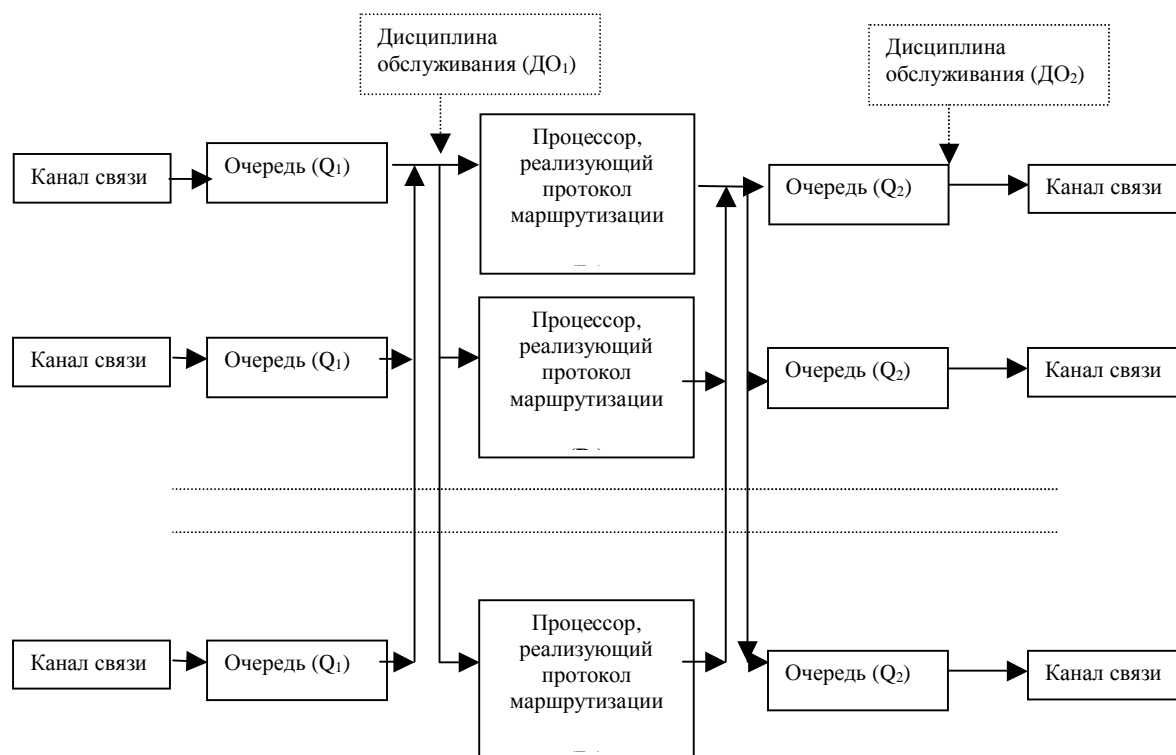 Дисциплина
обслуживания (ДО₁)
Дисциплина
обслуживания (ДО₂)
Канал связи
Очередь (Q₁)
Процессор,
реализующий
протокол
маршрутизации
Очередь (Q₂)
Канал связи
Канал связи
Очередь (Q₁)
Процессор,
реализующий
протокол
маршрутизации
Очередь (Q₂)
Канал связи
Канал связи
Очередь (Q₁)
Процессор,
реализующий
протокол
маршрутизации
Очередь (Q₂)
Канал связи